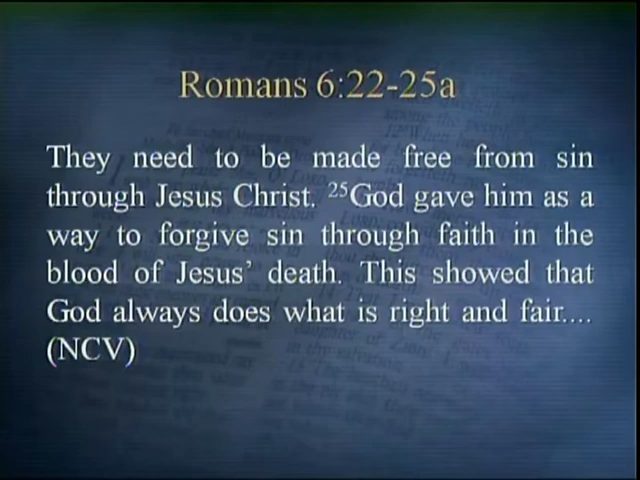 Romans 6:22-25a
They need to be made free from sin
through Jesus Christ. ²⁵God gave him as a
way to forgive sin through faith in the
blood of Jesus’ death. This showed that
God always does what is right and fair....
(NCV)